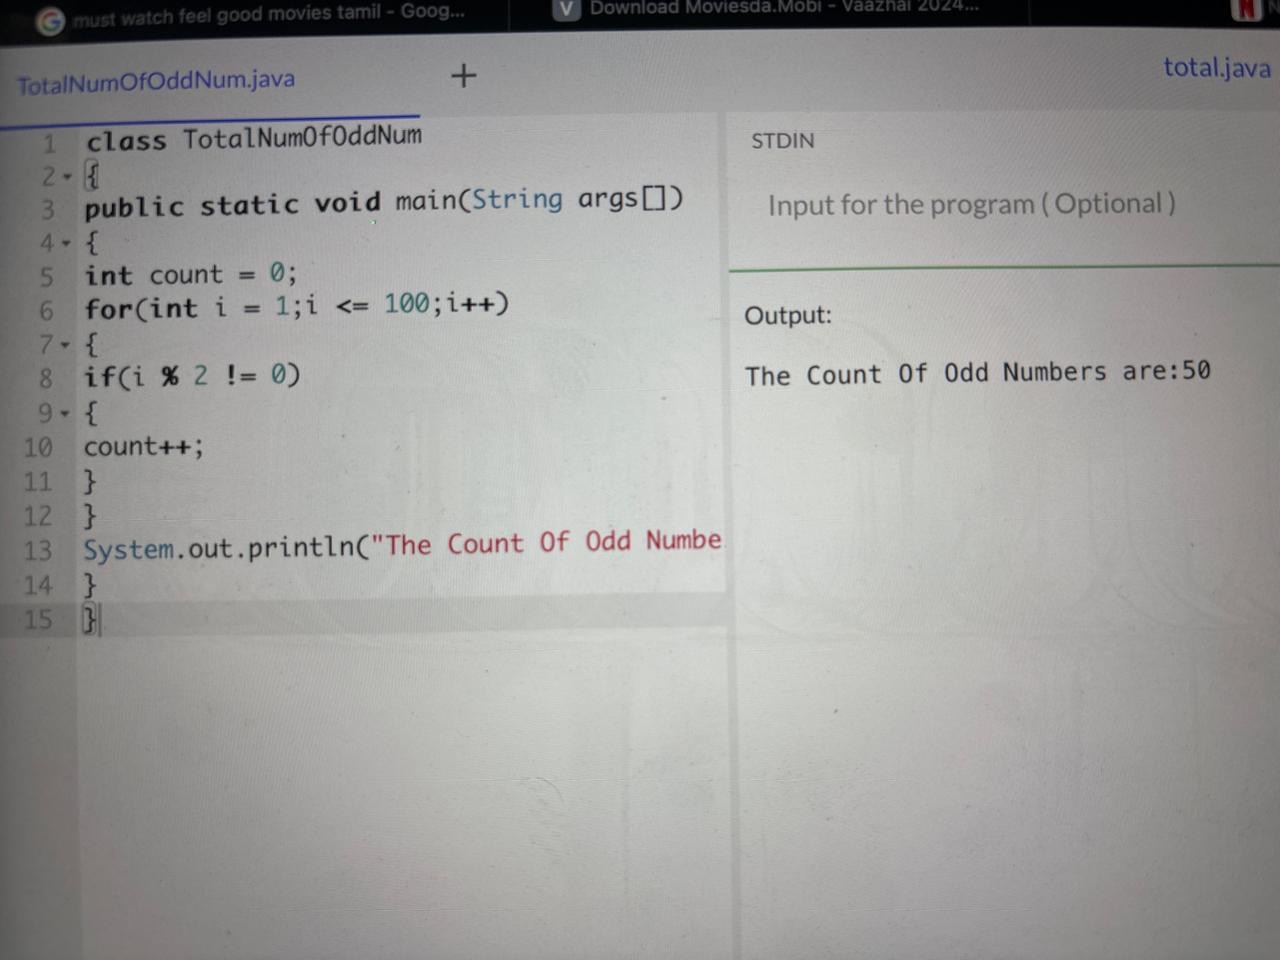 must watch feel good movies tamil - Goog...
V Download Moviesda.Mobi - Vaazhai 2024...
N
TotalNumOfOddNum.java
+
total.java
1 class TotalNumOfOddNum
2 {
3 public static void main(String args[])
4 {
5 int count = 0;
6 for(int i = 1;i <= 100;i++)
7 {
8 if(i % 2 != 0)
9 {
10 count++;
11 }
12 }
13 System.out.println("The Count Of Odd Numbe
14 }
15 }
STDIN
Input for the program ( Optional )
Output:
The Count Of Odd Numbers are:50